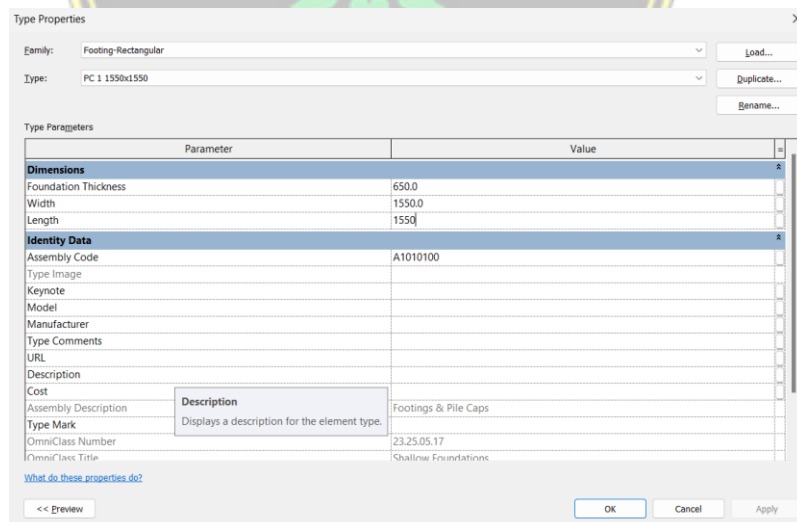 Type Properties
Family: Footing-Rectangular Load...
Type: PC 1 1550x1550 Duplicate...
Rename...
Type Parameters
Parameter Value =
Dimensions
Foundation Thickness 650.0
Width 1550.0
Length 1550
Identity Data
Assembly Code A1010100
Type Image
Keynote
Model
Manufacturer
Type Comments
URL
Description
Cost
Description
Assembly Description Footings & Pile Caps
Displays a description for the element type.
Type Mark
OmniClass Number 23.25.05.17
OmniClass Title Shallow Foundations
What do these properties do?
<< Preview OK Cancel Apply